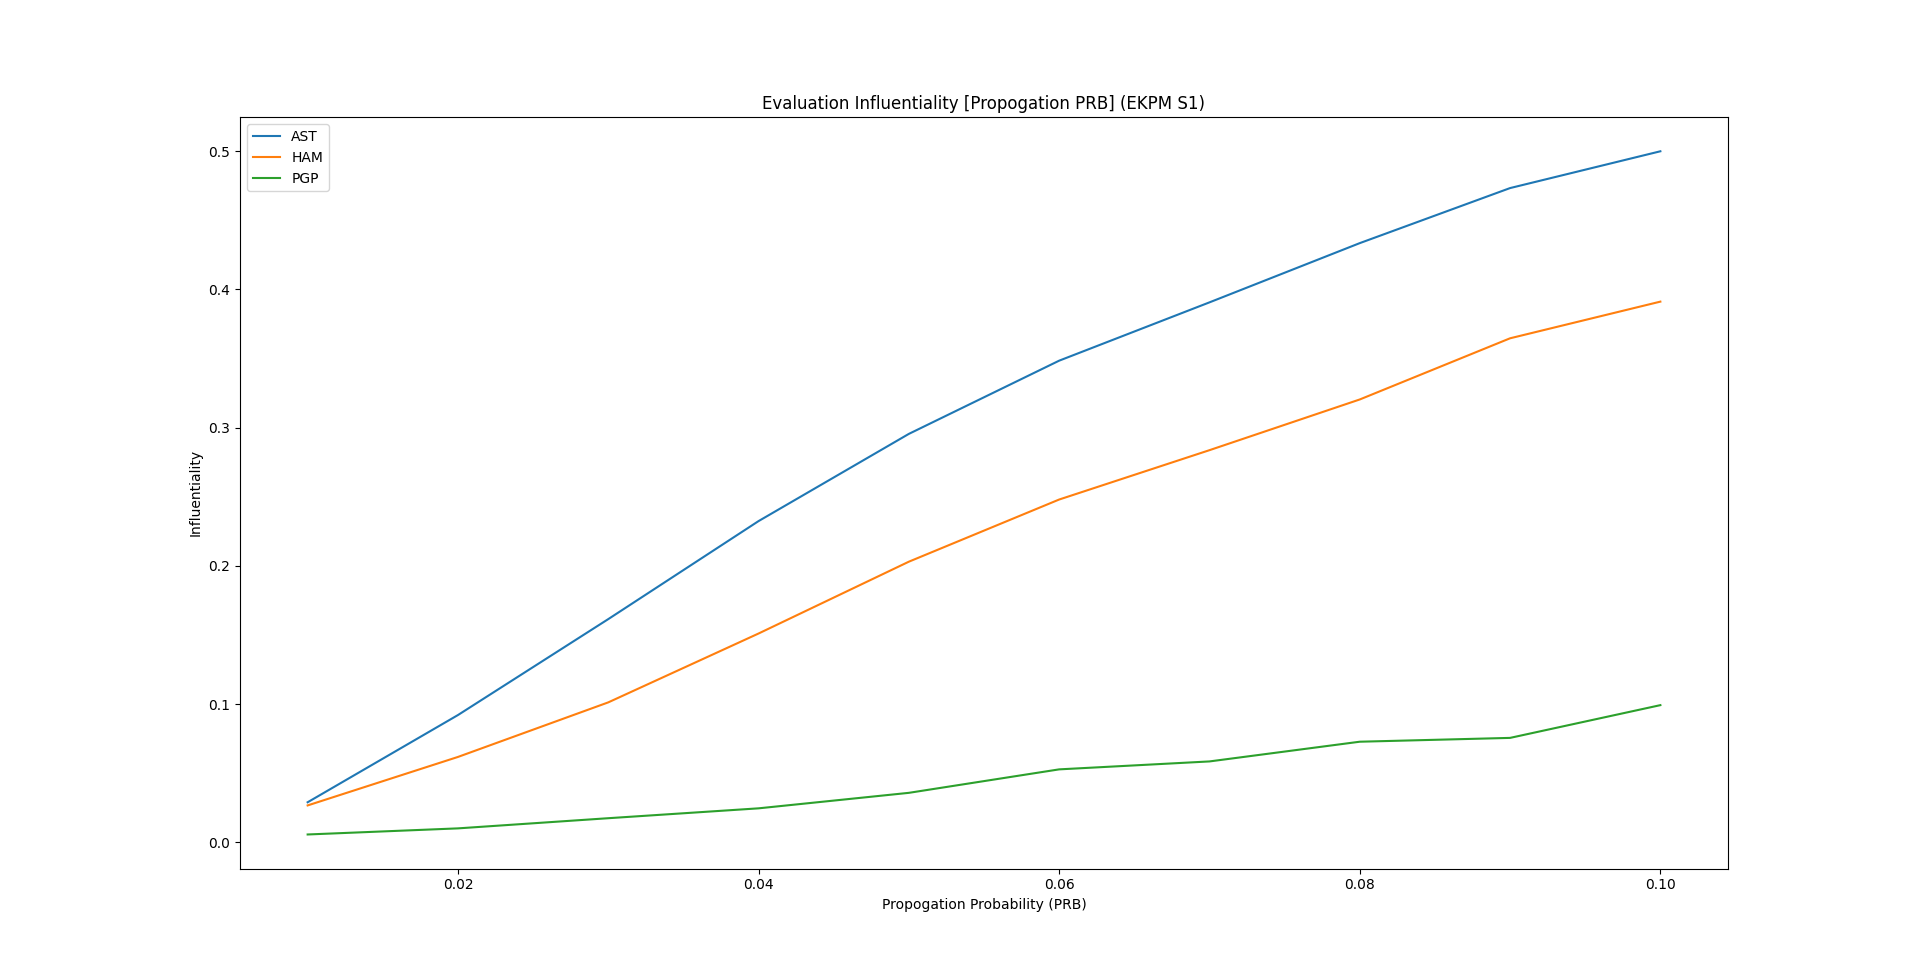 Evaluation Influentiality [Propogation PRB] (EKPM S1)
AST
HAM
PGP
0.5
0.4
0.3
0.2
0.1
0.0
Influentiality
0.02 0.04 0.06 0.08 0.10
Propogation Probability (PRB)